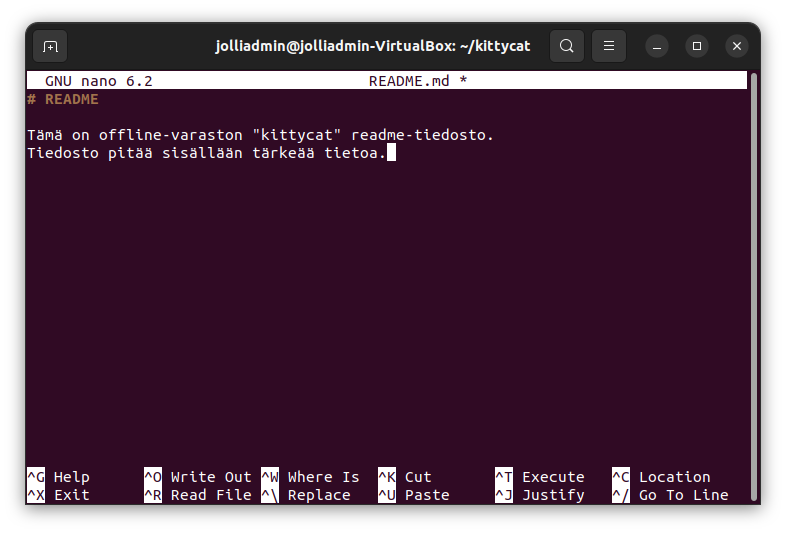 jolliadmin@jolliadmin-VirtualBox: ~/kittycat
GNU nano 6.2 README.md *
# README
Tämä on offline-varaston "kittycat" readme-tiedosto.
Tiedosto pitää sisällään tärkeää tietoa.
^G Help ^O Write Out ^W Where Is ^K Cut ^T Execute ^C Location
^X Exit ^R Read File ^\ Replace ^U Paste ^J Justify ^/ Go To Line